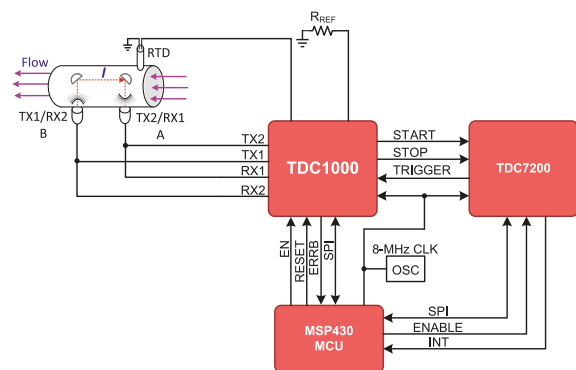 R_REF
RTD
Flow
l
TX1/RX2
B
TX2/RX1
A
TX2
TX1
RX1
RX2
TDC1000
START
STOP
TRIGGER
TDC7200
EN
RESET
ERRB
SPI
8-MHz CLK
OSC
MSP430
MCU
SPI
ENABLE
INT